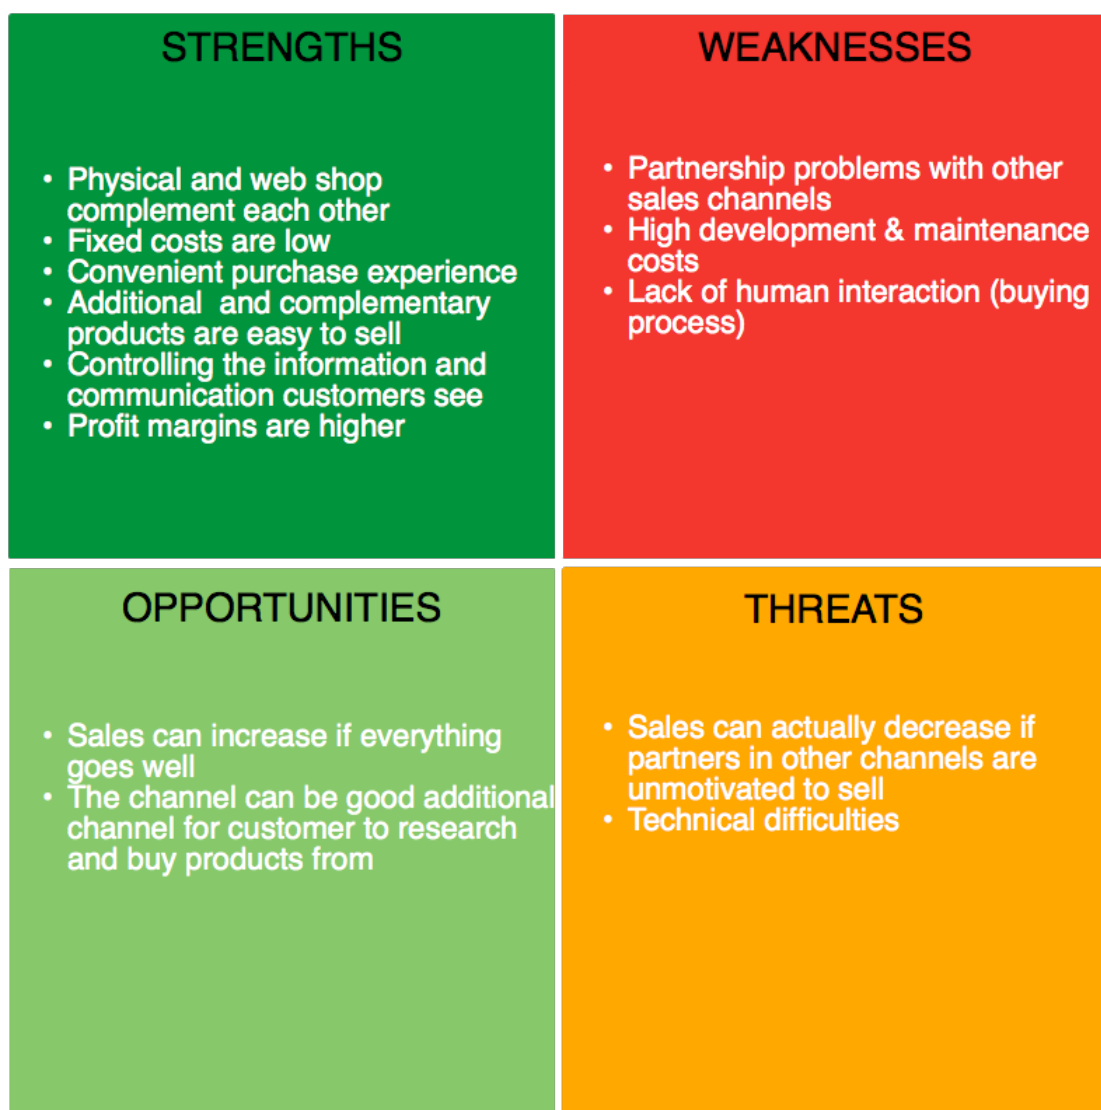 STRENGTHS
• Physical and web shop
complement each other
• Fixed costs are low
• Convenient purchase experience
• Additional  and complementary
products are easy to sell
• Controlling the information and
communication customers see
• Profit margins are higher
WEAKNESSES
• Partnership problems with other
sales channels
• High development & maintenance
costs
• Lack of human interaction (buying
process)
OPPORTUNITIES
• Sales can increase if everything
goes well
• The channel can be good additional
channel for customer to research
and buy products from
THREATS
• Sales can actually decrease if
partners in other channels are
unmotivated to sell
• Technical difficulties